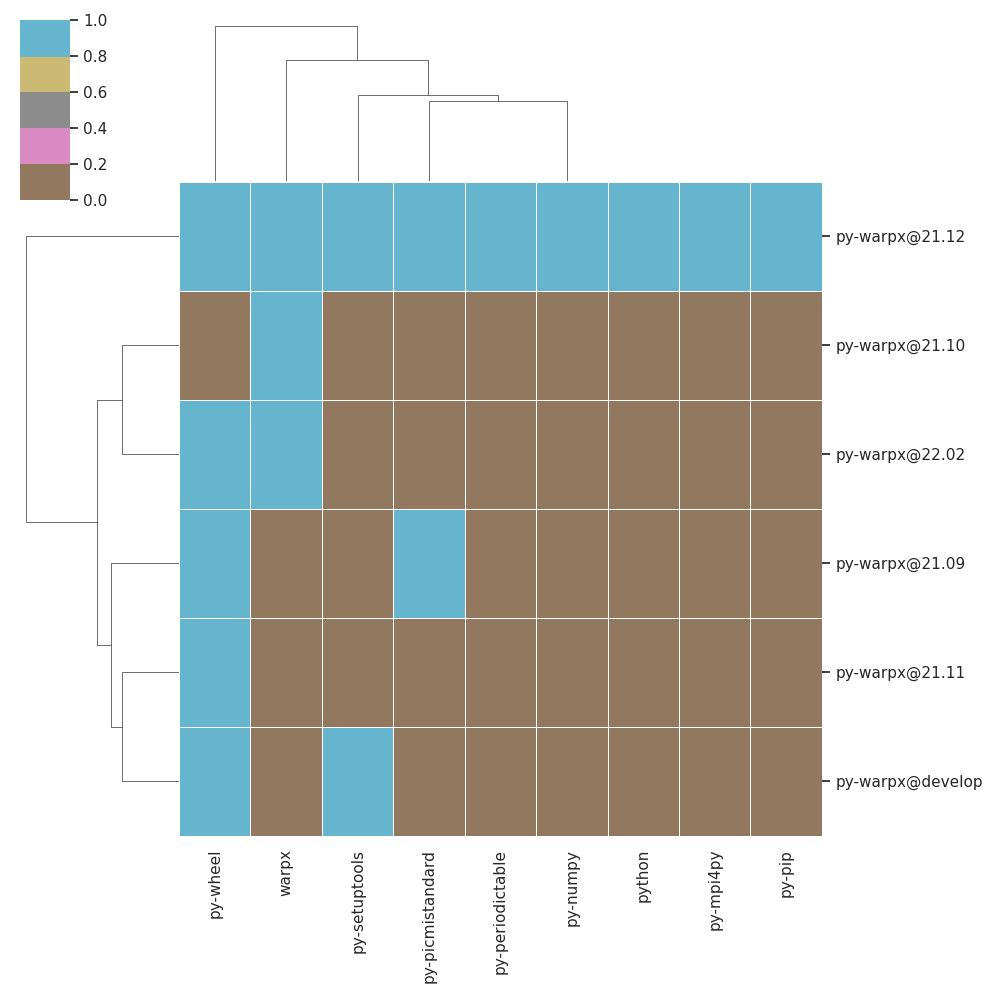 1.0
0.8
0.6
0.4
0.2
0.0
py-warpx@21.12
py-warpx@21.10
py-warpx@22.02
py-warpx@21.09
py-warpx@21.11
py-warpx@develop
py-wheel
warpx
py-setuptools
py-picmistandard
py-periodictable
py-numpy
python
py-mpi4py
py-pip